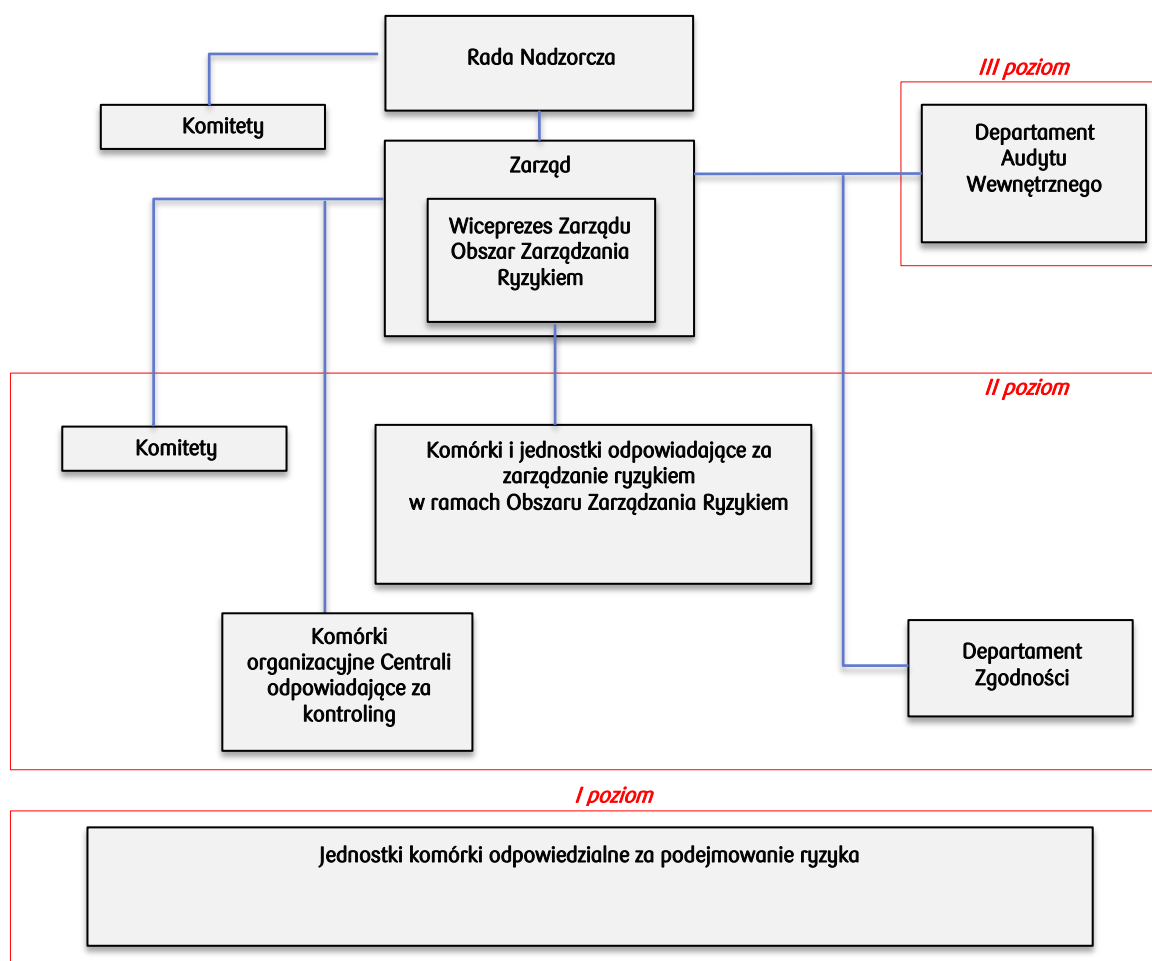 Rada Nadzorcza
III poziom
Komitety
Departament
Audytu
Wewnętrznego
Zarząd
Wiceprezes Zarządu
Obszar Zarządzania
Ryzykiem
II poziom
Komitety
Komórki i jednostki odpowiadające za
zarządzanie ryzykiem
w ramach Obszaru Zarządzania Ryzykiem
Komórki
organizacyjne Centrali
odpowiadające za
kontroling
Departament
Zgodności
I poziom
Jednostki komórki odpowiedzialne za podejmowanie ryzyka